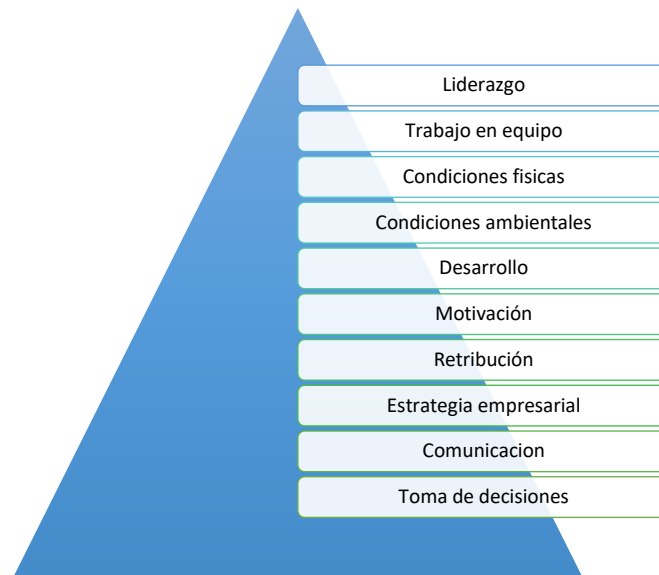 Liderazgo
Trabajo en equipo
Condiciones fisicas
Condiciones ambientales
Desarrollo
Motivación
Retribución
Estrategia empresarial
Comunicacion
Toma de decisiones